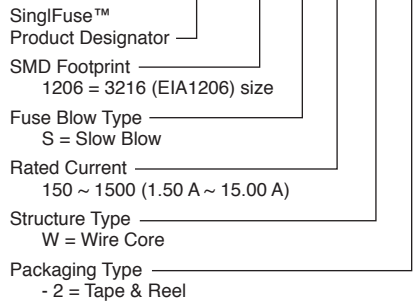 SinglFuse™
Product Designator
SMD Footprint
1206 = 3216 (EIA1206) size
Fuse Blow Type
S = Slow Blow
Rated Current
150 ~ 1500 (1.50 A ~ 15.00 A)
Structure Type
W = Wire Core
Packaging Type
- 2 = Tape & Reel